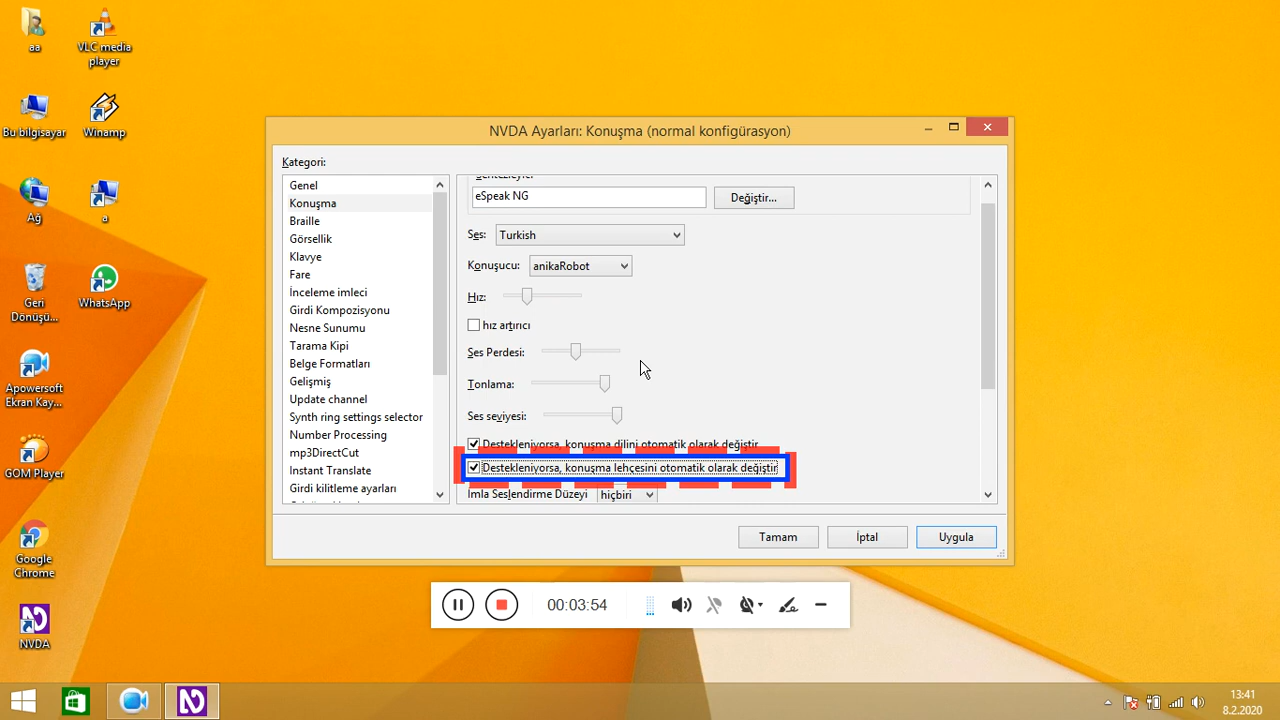 aa
VLC media
player
Bu bilgisayar
Winamp
Ağ
a
Geri
Dönüşü...
WhatsApp
Apowersoft
Ekran Kay...
GOM Player
Google
Chrome
NVDA
NVDA Ayarları: Konuşma (normal konfigürasyon)
Kategori:
Genel
Konuşma
Braille
Görsellik
Klavye
Fare
İnceleme imleci
Girdi Kompozisyonu
Nesne Sunumu
Tarama Kipi
Belge Formatları
Gelişmiş
Update channel
Synth ring settings selector
Number Processing
mp3DirectCut
Instant Translate
Girdi kilitleme ayarları
eSpeak NG
Değiştir...
Ses: Turkish
Konuşucu: anikaRobot
Hız:
hız artırıcı
Ses Perdesi:
Tonlama:
Ses seviyesi:
Destekleniyorsa, konuşma dilini otomatik olarak değiştir
Destekleniyorsa, konuşma lehçesini otomatik olarak değiştir
İmla Seslendirme Düzeyi hiçbiri
Tamam
İptal
Uygula
00:03:54
13:41
8.2.2020